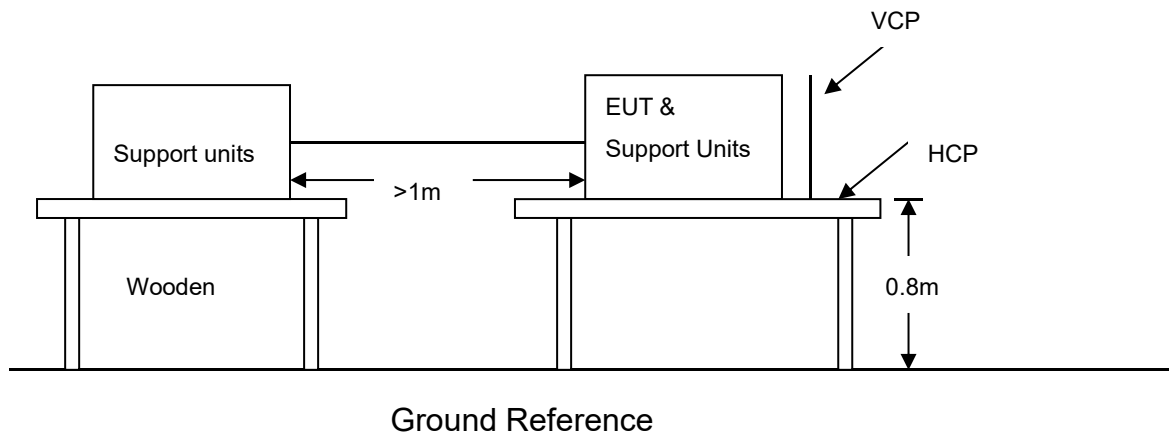 VCP
EUT &
Support Units
Support units
HCP
>1m
Wooden
0.8m
Ground Reference